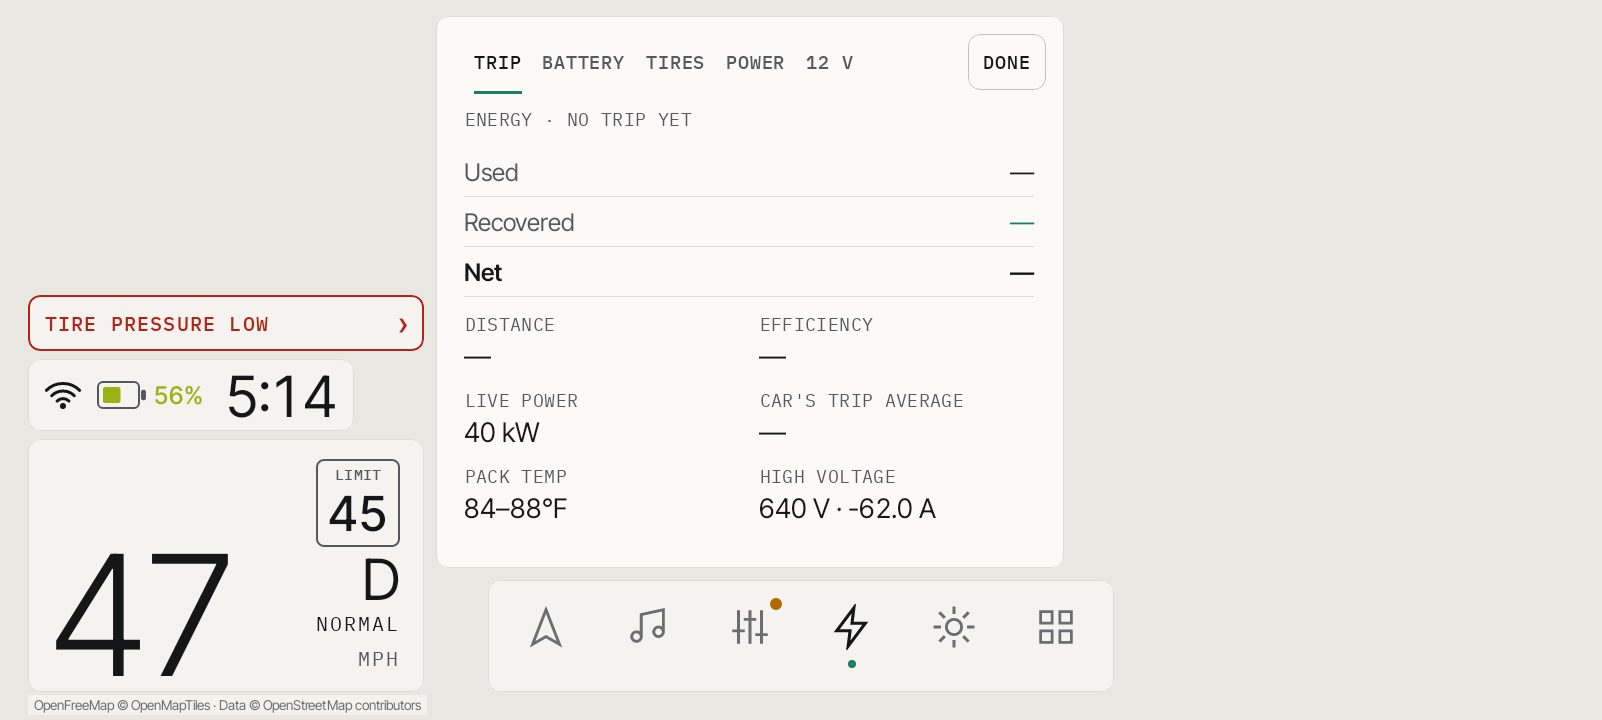 TRIP BATTERY TIRES POWER 12 V DONE
ENERGY · NO TRIP YET
Used —
Recovered —
Net —
DISTANCE EFFICIENCY
— —
LIVE POWER CAR'S TRIP AVERAGE
40 kW —
PACK TEMP HIGH VOLTAGE
84–88°F 640 V · -62.0 A
TIRE PRESSURE LOW ❯
56% 5:14
LIMIT
45
47
D
NORMAL
MPH
OpenFreeMap © OpenMapTiles · Data © OpenStreetMap contributors